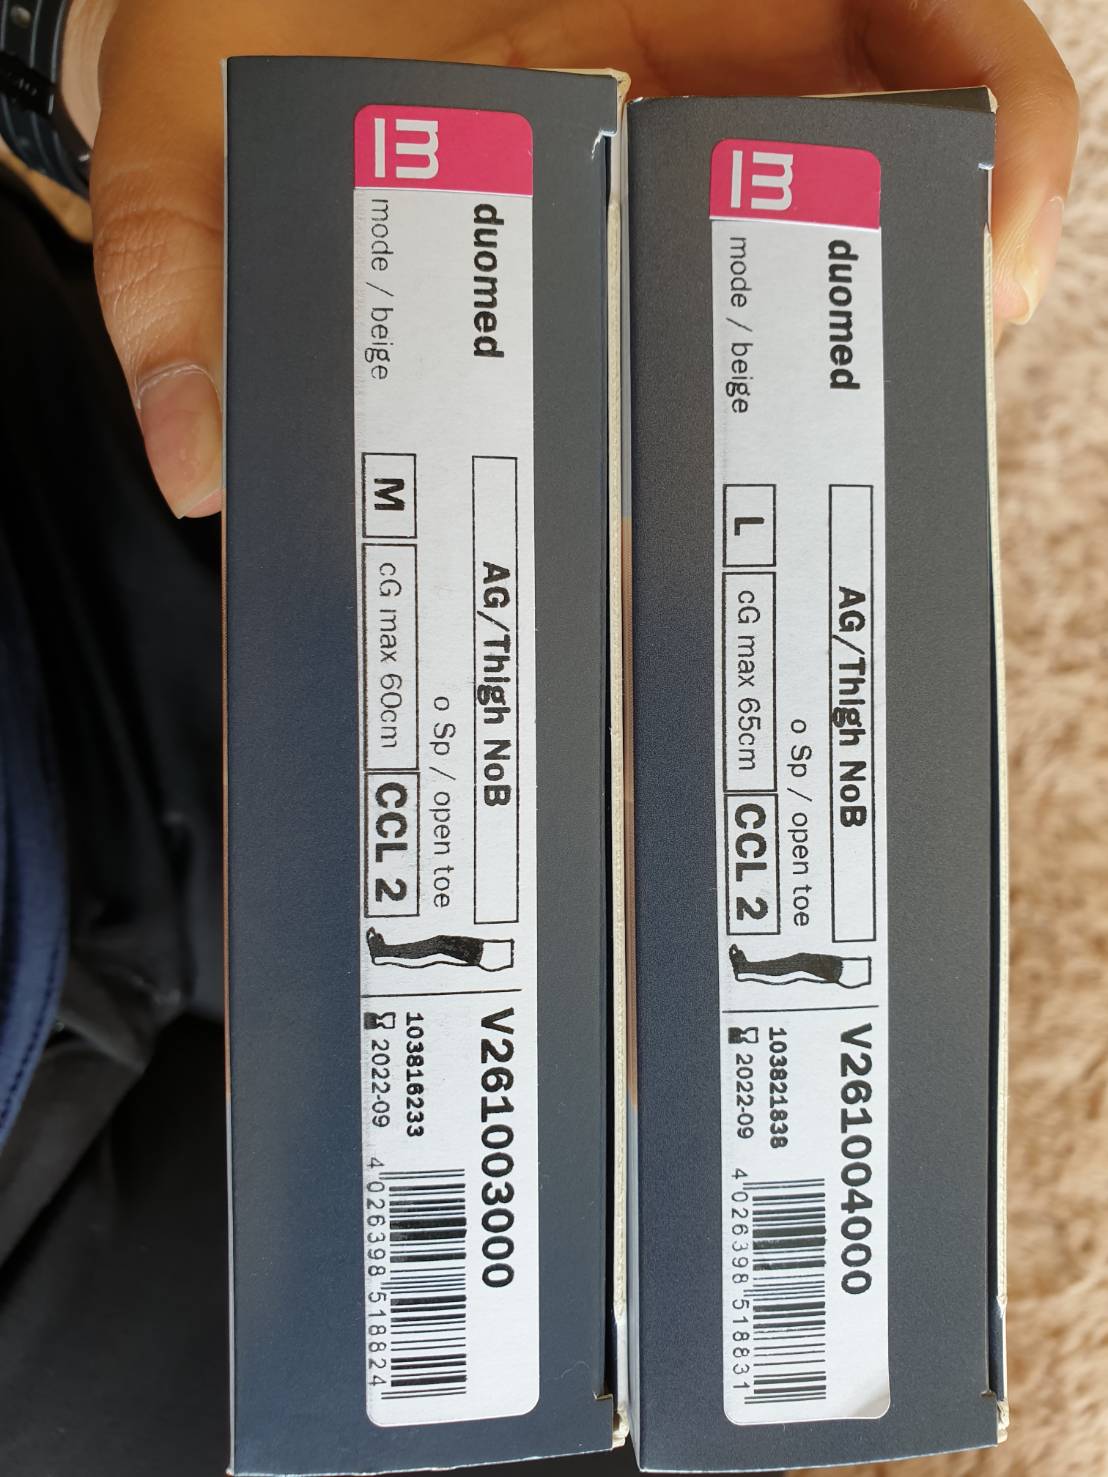 m
duomed
mode / beige
AG/Thigh NoB
o Sp / open toe
M
cG max 60cm
CCL 2
V261003000
103816233
2022-09
4 026398 518824
m
duomed
mode / beige
AG/Thigh NoB
o Sp / open toe
L
cG max 65cm
CCL 2
V261004000
103821838
2022-09
4 026398 518831